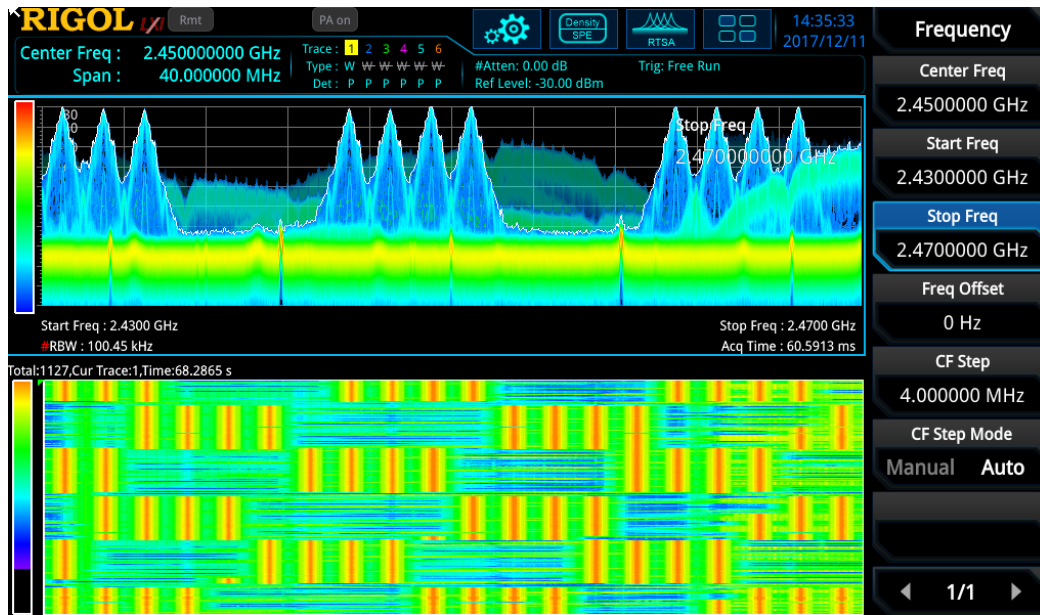 RIGOL LXI Rmt PA on
Density
SPE
RTSA
14:35:33
2017/12/11
Center Freq : 2.450000000 GHz
Span : 40.000000 MHz
Trace : 1 2 3 4 5 6
Type : W W W W W W
Det : P P P P P P
#Atten: 0.00 dB Trig: Free Run
Ref Level: -30.00 dBm
Stop Freq
2.470000000 GHz
Start Freq : 2.4300 GHz Stop Freq : 2.4700 GHz
#RBW : 100.45 kHz Acq Time : 60.5913 ms
Total:1127,Cur Trace:1,Time:68.2865 s
Frequency
Center Freq
2.4500000 GHz
Start Freq
2.4300000 GHz
Stop Freq
2.4700000 GHz
Freq Offset
0 Hz
CF Step
4.000000 MHz
CF Step Mode
Manual Auto
1/1